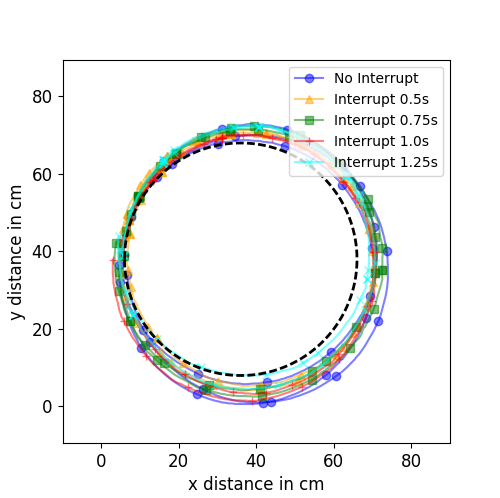 No Interrupt
Interrupt 0.5s
Interrupt 0.75s
Interrupt 1.0s
Interrupt 1.25s
80
60
40
20
0
0 20 40 60 80
y distance in cm
x distance in cm